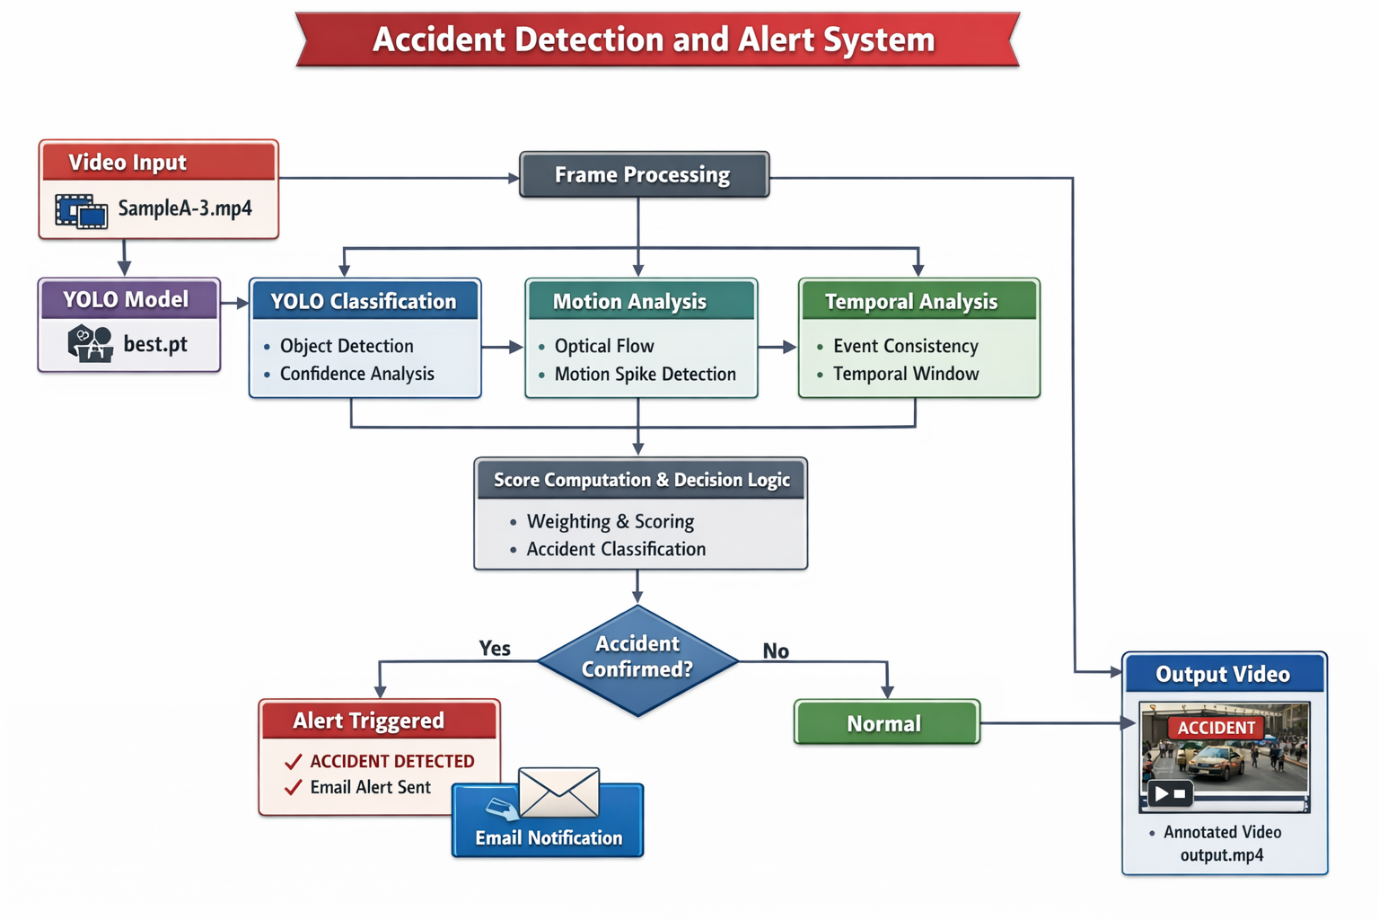 Accident Detection and Alert System
Video Input
SampleA-3.mp4
Frame Processing
YOLO Model
best.pt
YOLO Classification
• Object Detection
• Confidence Analysis
Motion Analysis
• Optical Flow
• Motion Spike Detection
Temporal Analysis
• Event Consistency
• Temporal Window
Score Computation & Decision Logic
• Weighting & Scoring
• Accident Classification
Accident
Confirmed?
Yes
No
Alert Triggered
✓ ACCIDENT DETECTED
✓ Email Alert Sent
Email Notification
Normal
Output Video
ACCIDENT
• Annotated Video
output.mp4